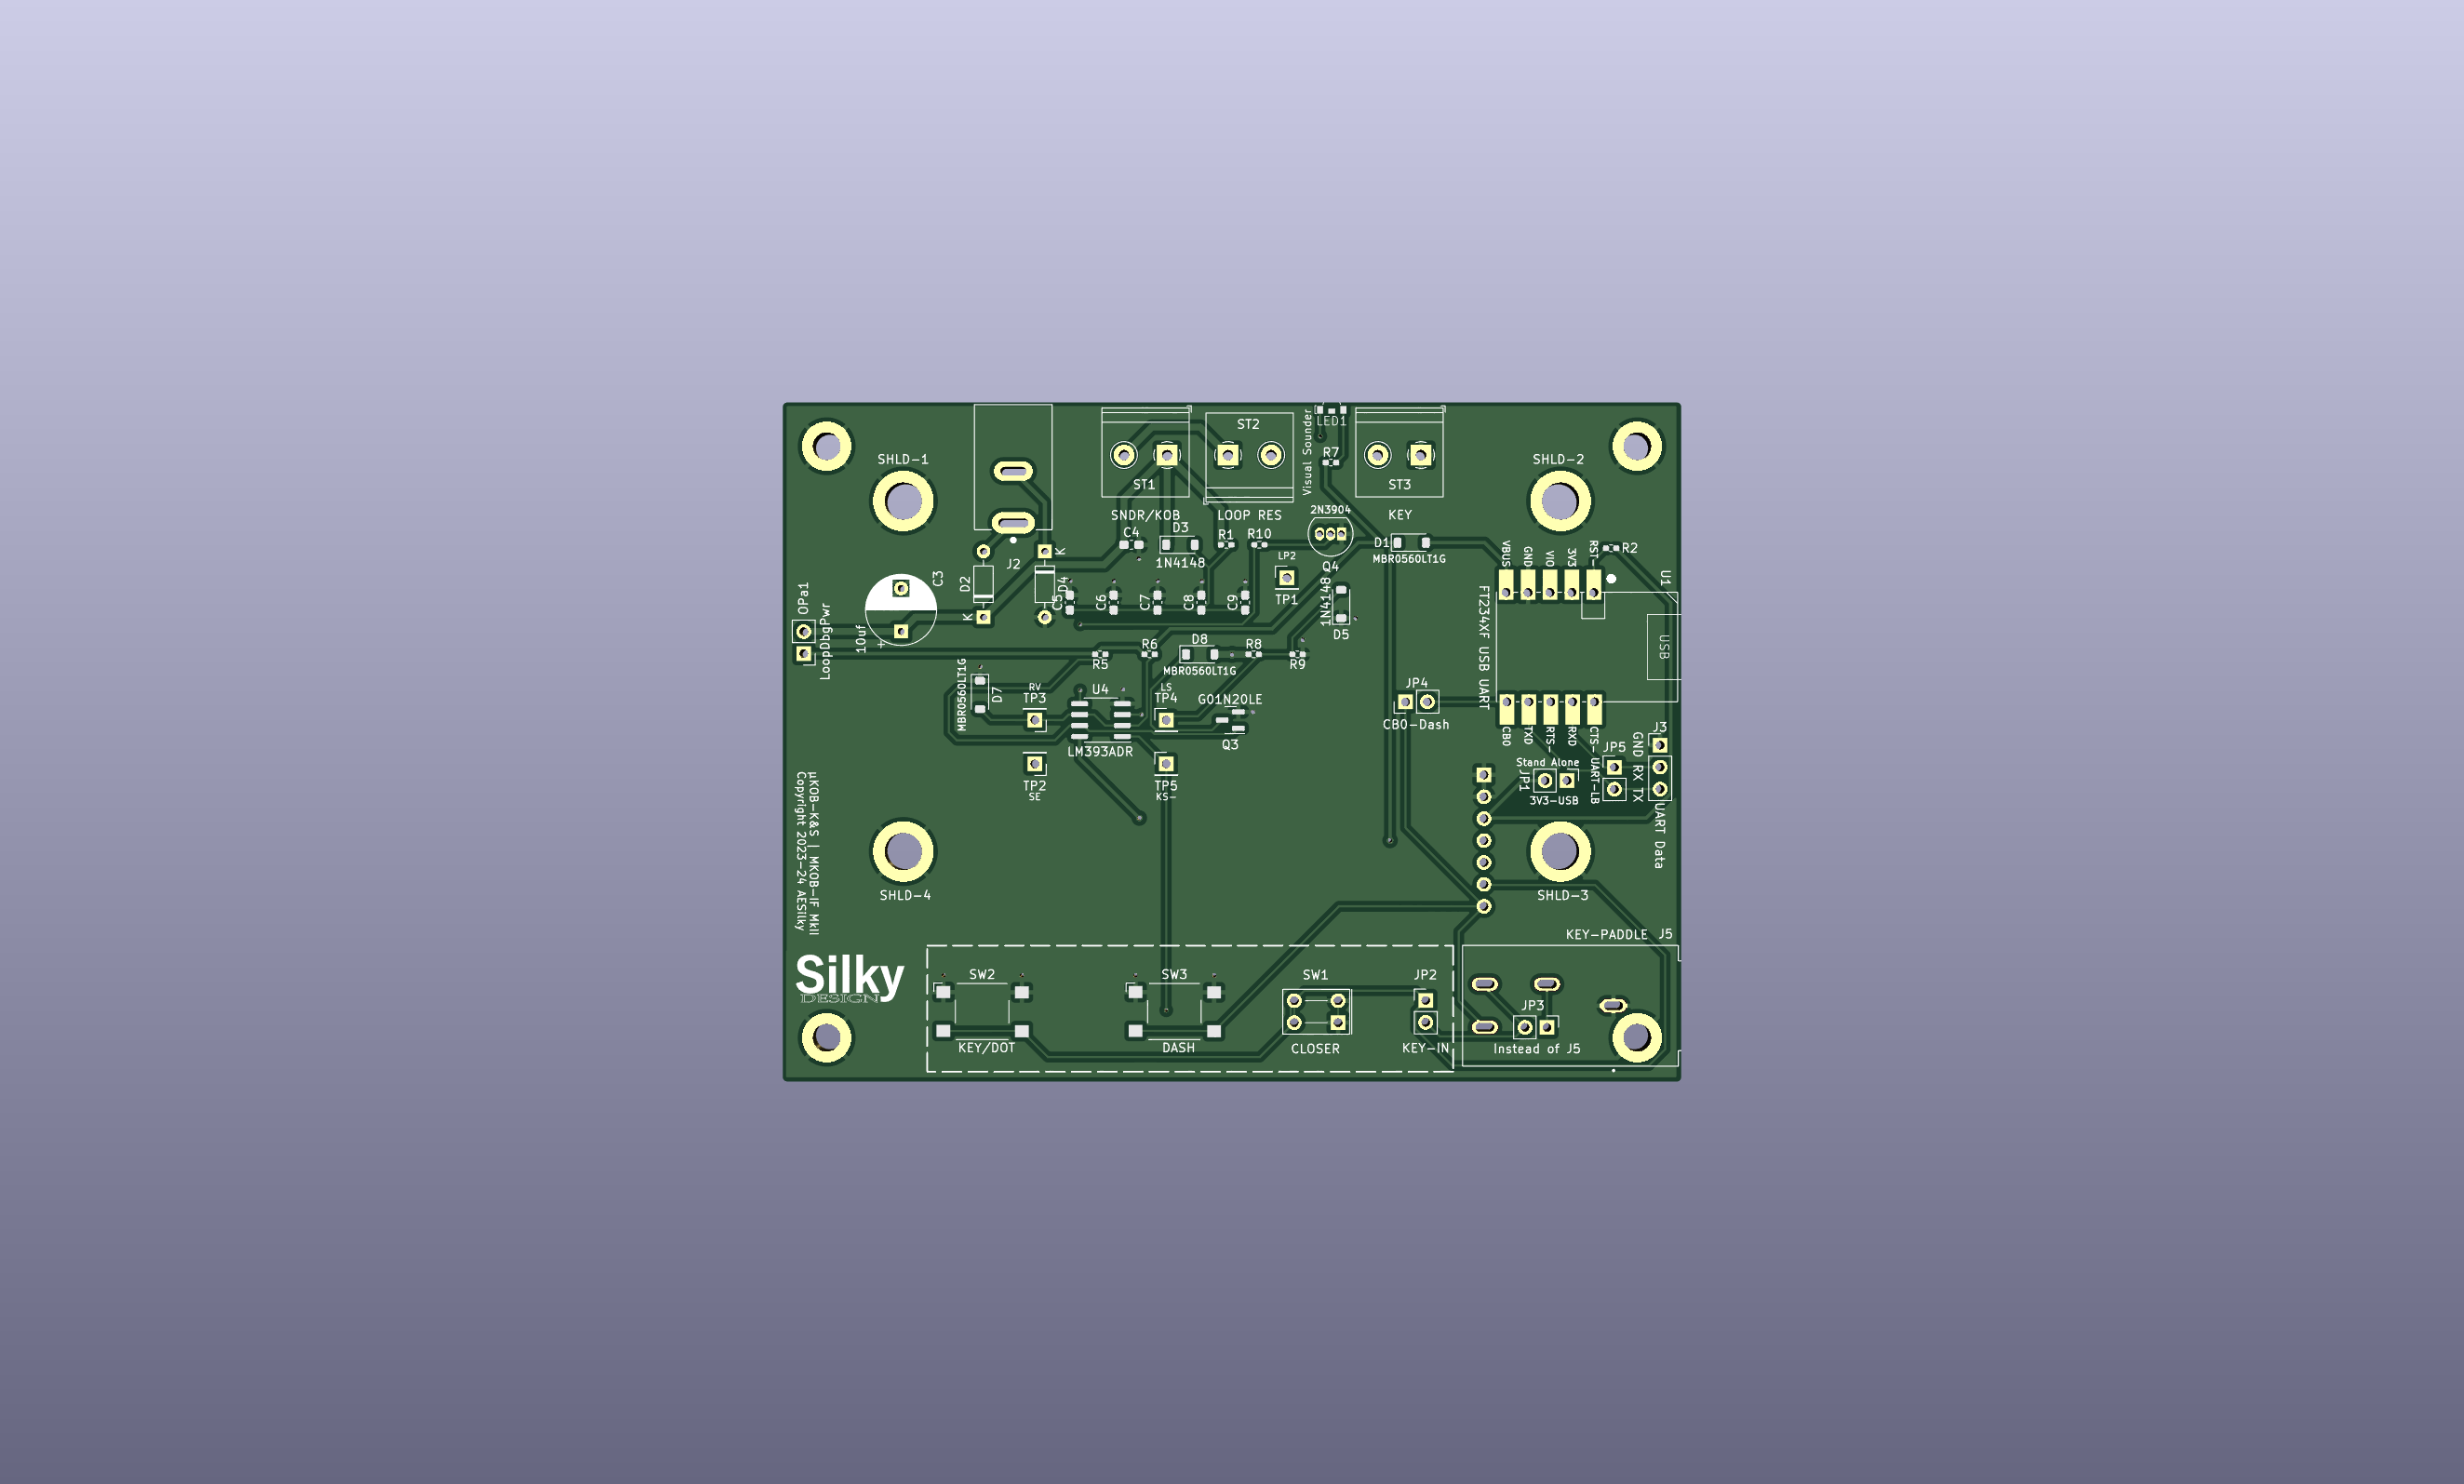 LED1
ST2
Visual Sounder
R7
SHLD-1
SHLD-2
ST1
ST3
SNDR/KOB
LOOP RES
2N3904
KEY
C4
D3
R1
R10
D1
MBR0560LT1G
1N4148
LP2
Q4
TP1
J2
K
D2
D4
K
C3
10uf
+
C5
C6
C7
C8
C9
1N4148
D5
VBUS
GND
VIO
3V3
RST-
R2
U1
FT234XF USB UART
USB
OPa1
LoopDbgPwr
R5
R6
D8
MBR0560LT1G
R8
R9
MBR0560LT1G
D7
RV
TP3
U4
LM393ADR
LS
TP4
G01N20LE
Q3
TP2
SE
TP5
KS-
JP4
CBO-Dash
CBO
TXD
RTS-
RXD
CTS-
J3
GND RX TX
JP5
UART-LB
Stand Alone
JP1
3V3-USB
UART Data
SHLD-4
SHLD-3
µKOB-K&S | MKOB-IF MkII
Copyright 2023-24 AESilky
Silky
DESIGN
SW2
KEY/DOT
SW3
DASH
SW1
CLOSER
JP2
KEY-IN
KEY-PADDLE J5
JP3
Instead of J5